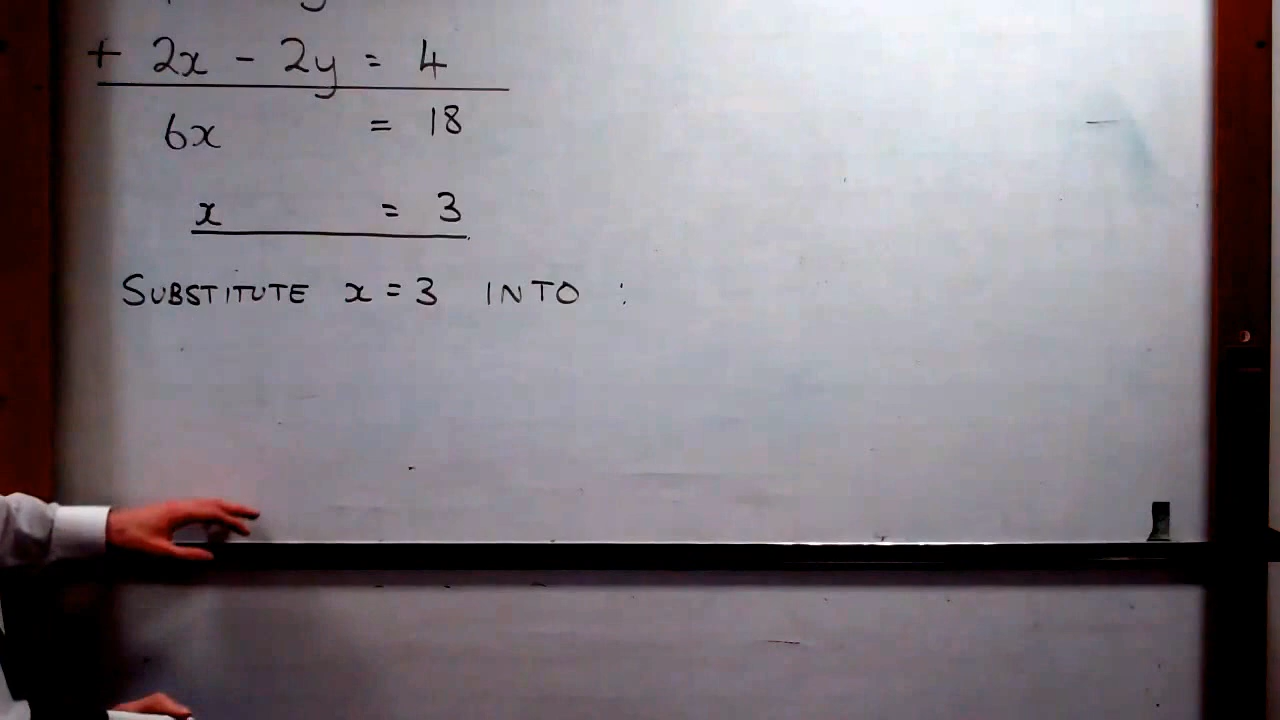 + 2x - 2y = 4
6x = 18
x = 3
SUBSTITUTE x = 3 INTO :